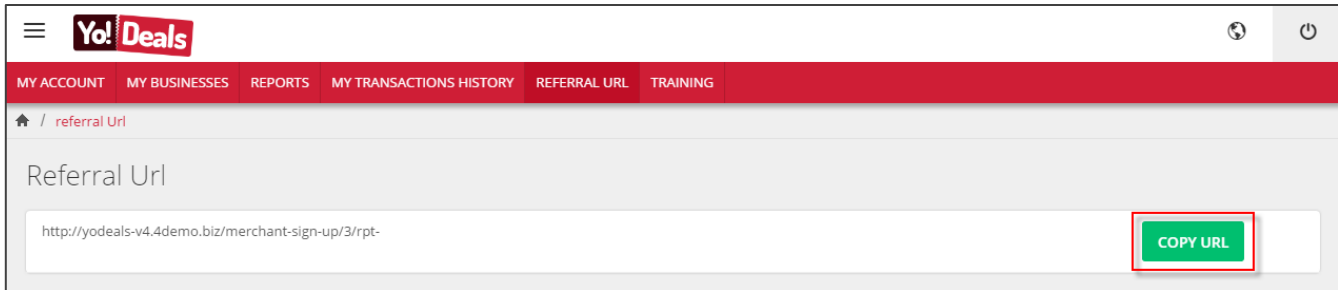 Yo! Deals
MY ACCOUNT MY BUSINESSES REPORTS MY TRANSACTIONS HISTORY REFERRAL URL TRAINING
/ referral Url
Referral Url
http://yodeals-v4.4demo.biz/merchant-sign-up/3/rpt-
COPY URL